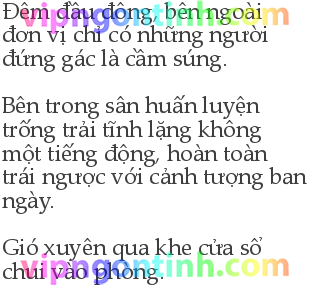 Đêm đầu đông, bên ngoài
đơn vị chỉ có những người
đứng gác là cầm súng.
Bên trong sân huấn luyện
trống trải tĩnh lặng không
một tiếng động, hoàn toàn
trái ngược với cảnh tượng ban
ngày.
Gió xuyên qua khe cửa sổ
chui vào phòng.
vipngontinh.com
vipngontinh.com